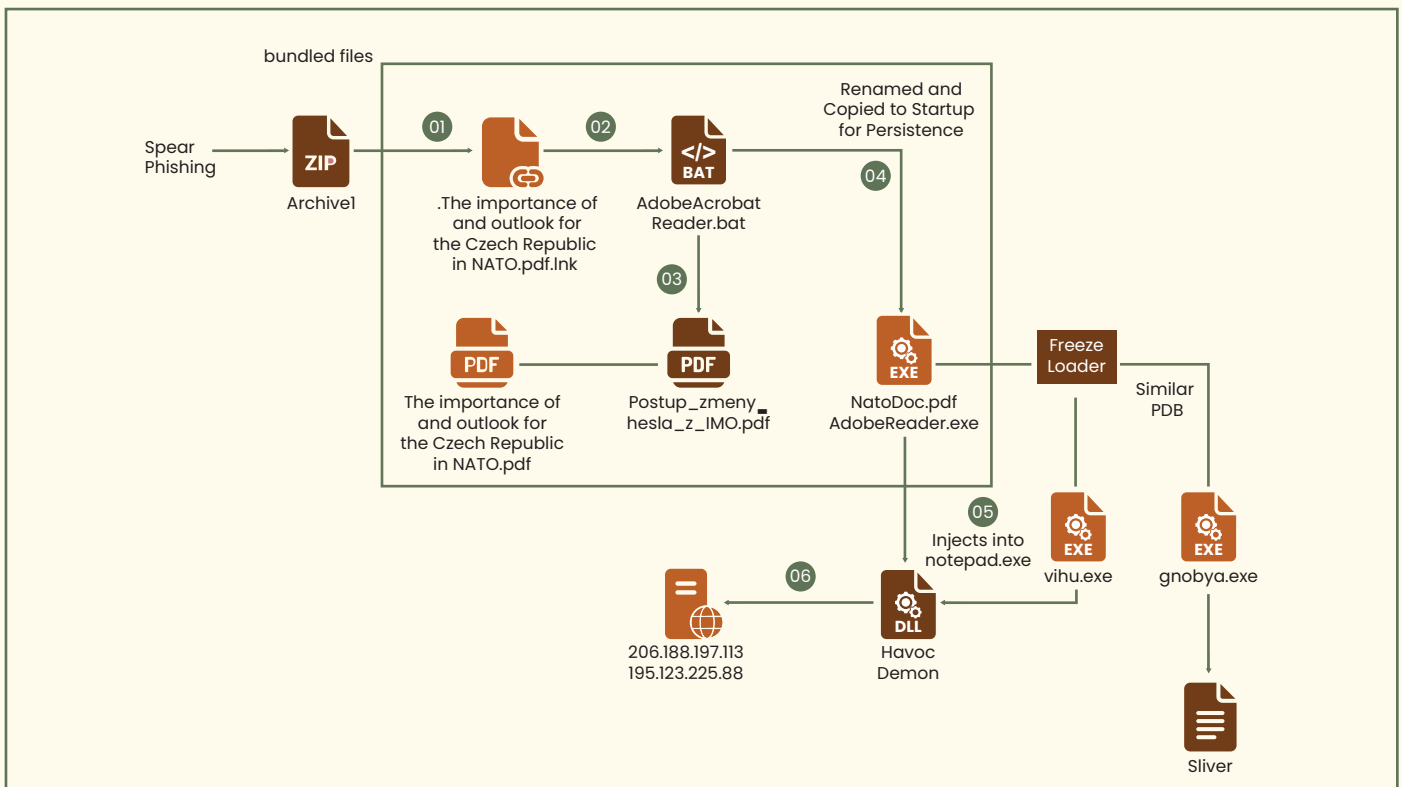 bundled files
Renamed and
Copied to Startup
for Persistence
Spear
Phishing
ZIP
Archive1
01
.The importance of
and outlook for
the Czech Republic
in NATO.pdf.lnk
02
</>
BAT
AdobeAcrobat
Reader.bat
04
03
PDF
The importance of
and outlook for
the Czech Republic
in NATO.pdf
PDF
Postup_zmeny_
hesla_z_IMO.pdf
EXE
NatoDoc.pdf
AdobeReader.exe
Freeze
Loader
Similar
PDB
05
Injects into
notepad.exe
EXE
vihu.exe
EXE
gnobya.exe
06
206.188.197.113
195.123.225.88
DLL
Havoc
Demon
Sliver